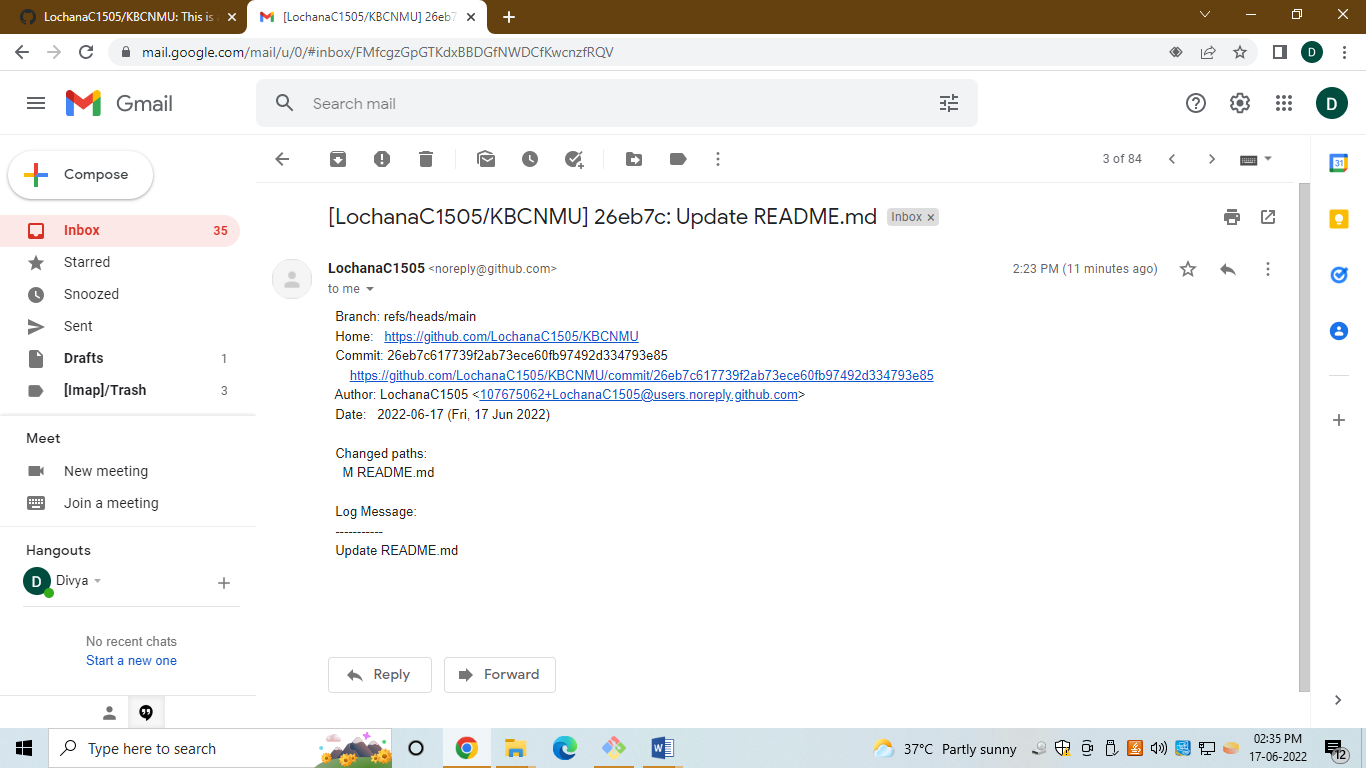 LochanaC1505/KBCNMU: This is
[LochanaC1505/KBCNMU] 26eb7
mail.google.com/mail/u/0/#inbox/FMfcgzGpGTKdxBBDGfNWDCfKwcnzfRQV
D
Gmail
Search mail
D
Compose
3 of 84
31
[LochanaC1505/KBCNMU] 26eb7c: Update README.md
Inbox ×
Inbox 35
Starred
Snoozed
Sent
Drafts 1
[Imap]/Trash 3
LochanaC1505 <noreply@github.com>
2:23 PM (11 minutes ago)
to me
Branch: refs/heads/main
Home: https://github.com/LochanaC1505/KBCNMU
Commit: 26eb7c617739f2ab73ece60fb97492d334793e85
https://github.com/LochanaC1505/KBCNMU/commit/26eb7c617739f2ab73ece60fb97492d334793e85
Author: LochanaC1505 <107675062+LochanaC1505@users.noreply.github.com>
Date: 2022-06-17 (Fri, 17 Jun 2022)
Changed paths:
M README.md
Log Message:
-----------
Update README.md
Meet
New meeting
Join a meeting
Hangouts
D Divya
No recent chats
Start a new one
Reply
Forward
Type here to search
37°C Partly sunny
02:35 PM
17-06-2022
12